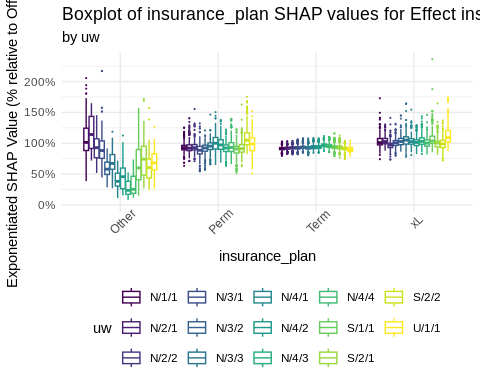 Boxplot of insurance_plan SHAP values for Effect ins
by uw
Exponentiated SHAP Value (% relative to Off
200%
150%
100%
50%
0%
Other
Perm
Term
xL
insurance_plan
uw
N/1/1
N/3/1
N/4/1
N/4/4
S/2/2
N/2/1
N/3/2
N/4/2
S/1/1
U/1/1
N/2/2
N/3/3
N/4/3
S/2/1